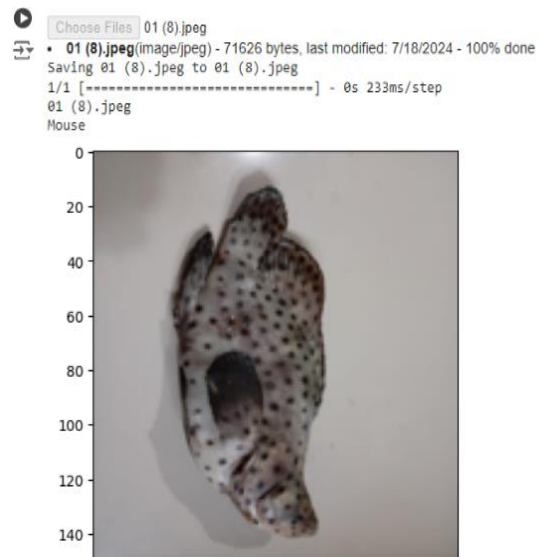 Choose Files 01 (8).jpeg
• 01 (8).jpeg(image/jpeg) - 71626 bytes, last modified: 7/18/2024 - 100% done
Saving 01 (8).jpeg to 01 (8).jpeg
1/1 [==============================] - 0s 233ms/step
01 (8).jpeg
Mouse
0
20
40
60
80
100
120
140